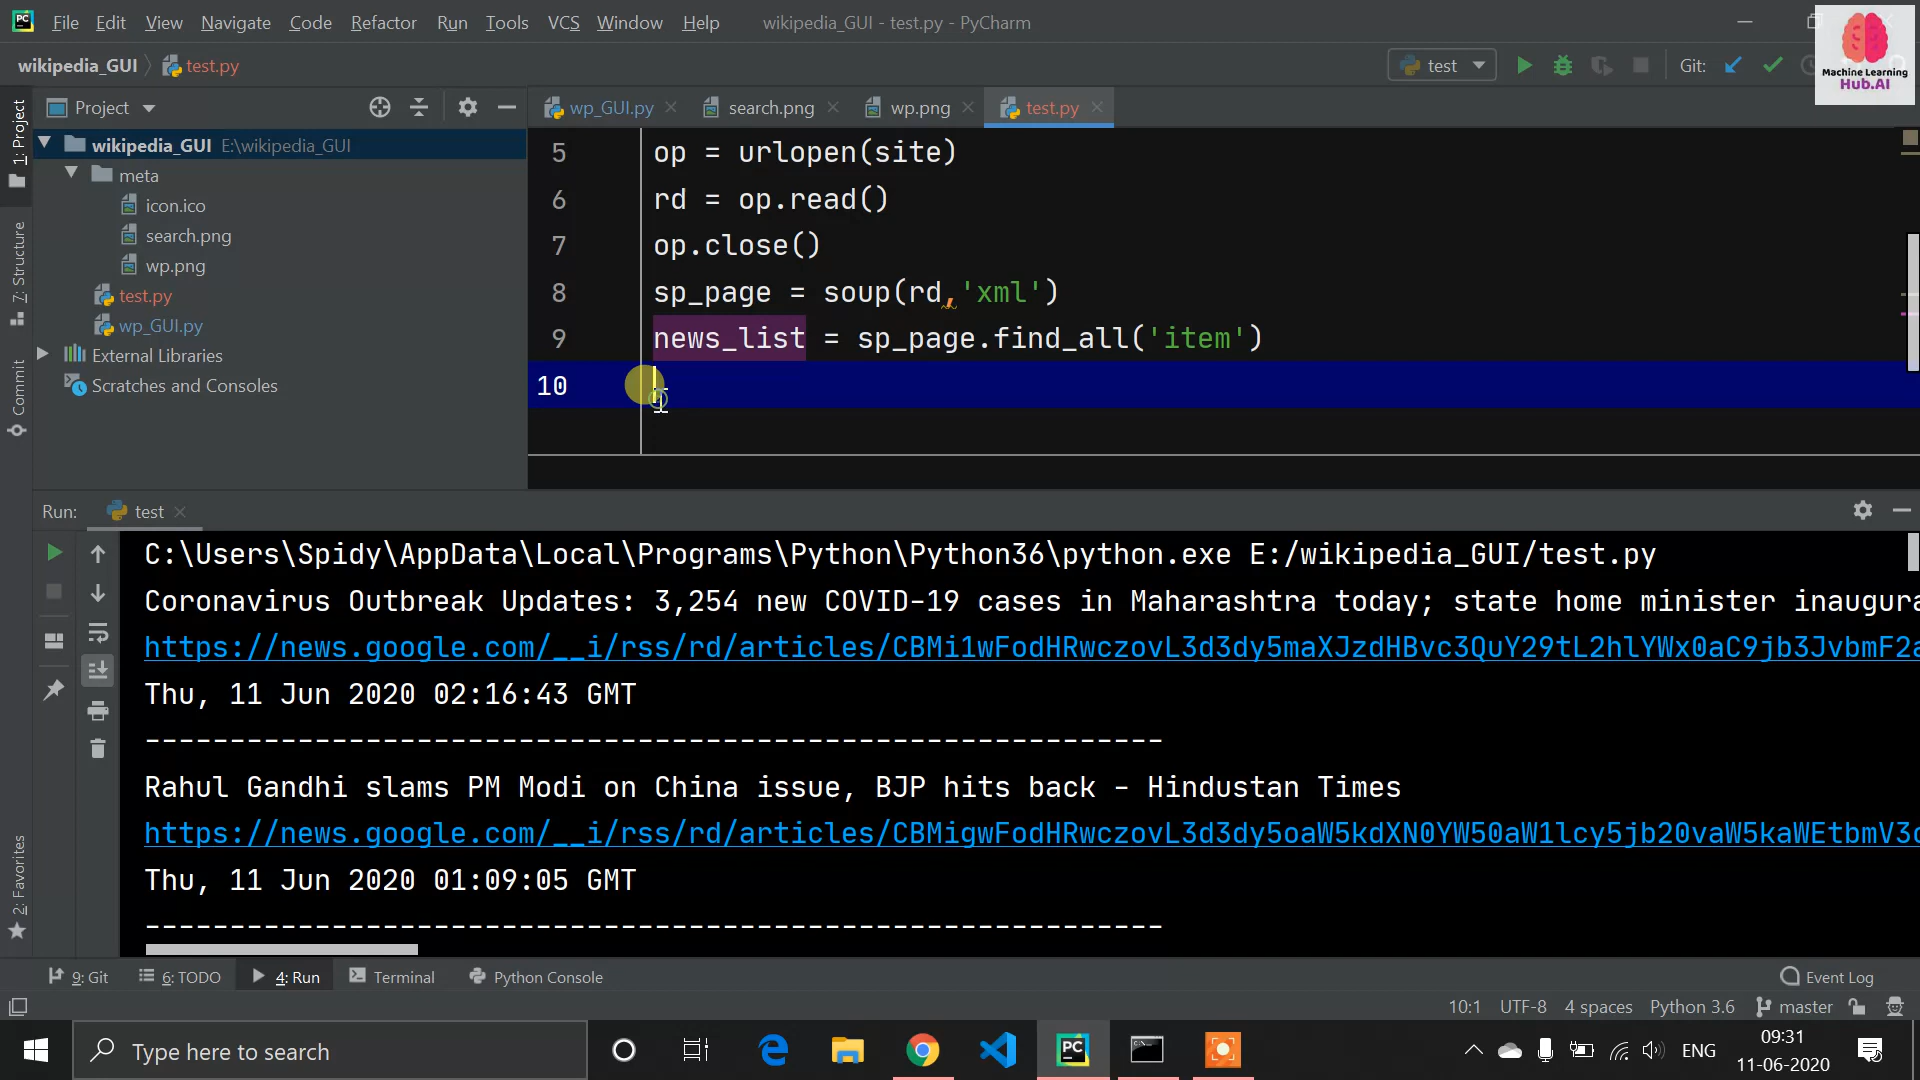 File Edit View Navigate Code Refactor Run Tools VCS Window Help wikipedia_GUI - test.py - PyCharm
wikipedia_GUI test.py test Git:
Machine Learning
Hub.AI
1: Project
Project
wp_GUI.py search.png wp.png test.py
wikipedia_GUI E:\wikipedia_GUI
meta
icon.ico
search.png
wp.png
test.py
wp_GUI.py
External Libraries
Scratches and Consoles
7: Structure
Commit
2: Favorites
5 op = urlopen(site)
6 rd = op.read()
7 op.close()
8 sp_page = soup(rd,'xml')
9 news_list = sp_page.find_all('item')
10
Run: test
C:\Users\Spidy\AppData\Local\Programs\Python\Python36\python.exe E:/wikipedia_GUI/test.py
Coronavirus Outbreak Updates: 3,254 new COVID-19 cases in Maharashtra today; state home minister inaugura
https://news.google.com/__i/rss/rd/articles/CBMi1wFodHRwczovL3d3dy5maXJzdHBvc3QuY29tL2hlYWx0aC9jb3JvbmF2a
Thu, 11 Jun 2020 02:16:43 GMT
------------------------------------------------------------
Rahul Gandhi slams PM Modi on China issue, BJP hits back - Hindustan Times
https://news.google.com/__i/rss/rd/articles/CBMigwFodHRwczovL3d3dy5oaW5kdXN0YW50aW1lcy5jb20vaW5kaWEtbmV3c
Thu, 11 Jun 2020 01:09:05 GMT
------------------------------------------------------------
9: Git 6: TODO 4: Run Terminal Python Console Event Log
10:1 UTF-8 4 spaces Python 3.6 master
Type here to search
ENG
09:31
11-06-2020